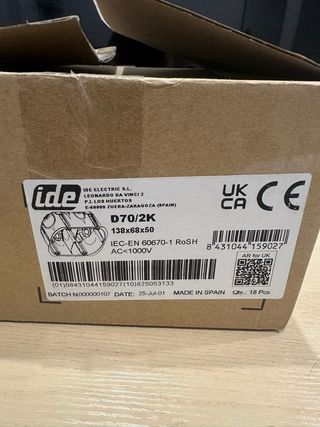 ide
IDE ELECTRIC S.L.
LEONARDO DA VINCI 2
P.I. LOS HUERTOS
E-50800 ZUERA-ZARAGOZA (SPAIN)
UK
CA
CE
D70/2K
138x68x50
IEC-EN 60670-1 RoSH
AC<1000V
8 431044 159027
AR for UK
(01)08431044159027(10)825053133
BATCH N:000000107 DATE: 25-Jul-01 MADE IN SPAIN Qty.: 18 Pcs